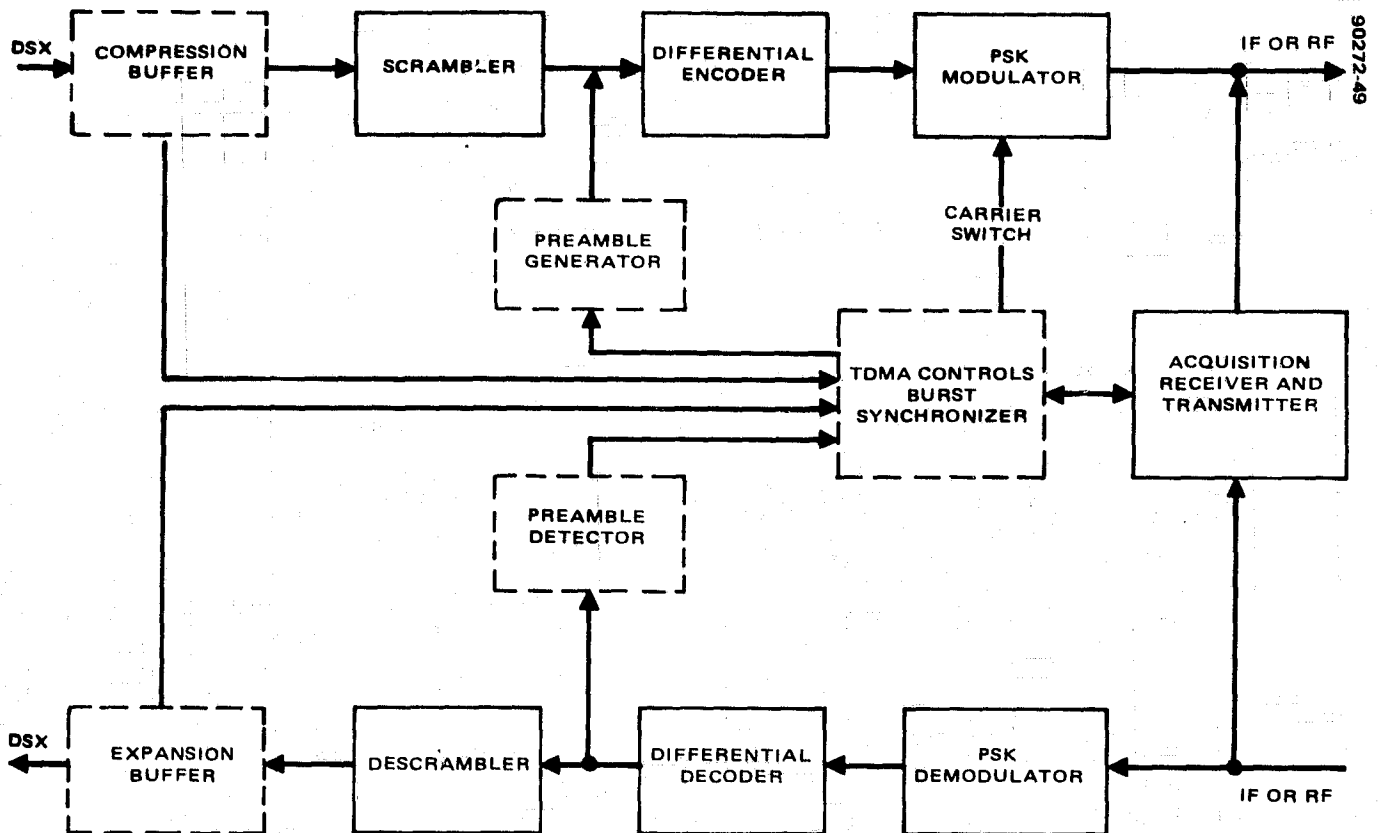 DSX
COMPRESSION
BUFFER
SCRAMBLER
DIFFERENTIAL
ENCODER
PSK
MODULATOR
IF OR RF
90272-49
PREAMBLE
GENERATOR
CARRIER
SWITCH
TDMA CONTROLS
BURST
SYNCHRONIZER
ACQUISITION
RECEIVER AND
TRANSMITTER
PREAMBLE
DETECTOR
DSX
EXPANSION
BUFFER
DESCRAMBLER
DIFFERENTIAL
DECODER
PSK
DEMODULATOR
IF OR RF